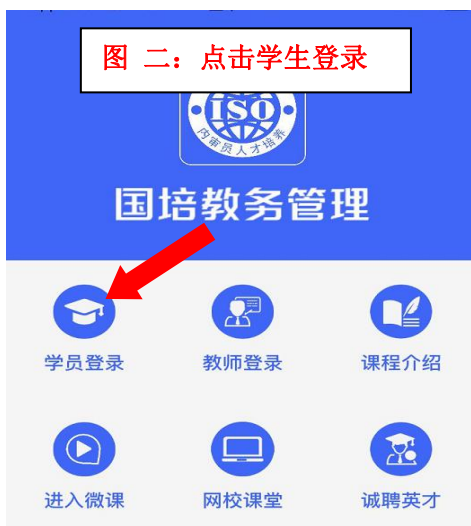 图 二：点击学生登录
ISO
内审员人才培养
国培教务管理
学员登录
教师登录
课程介绍
进入微课
网校课堂
诚聘英才